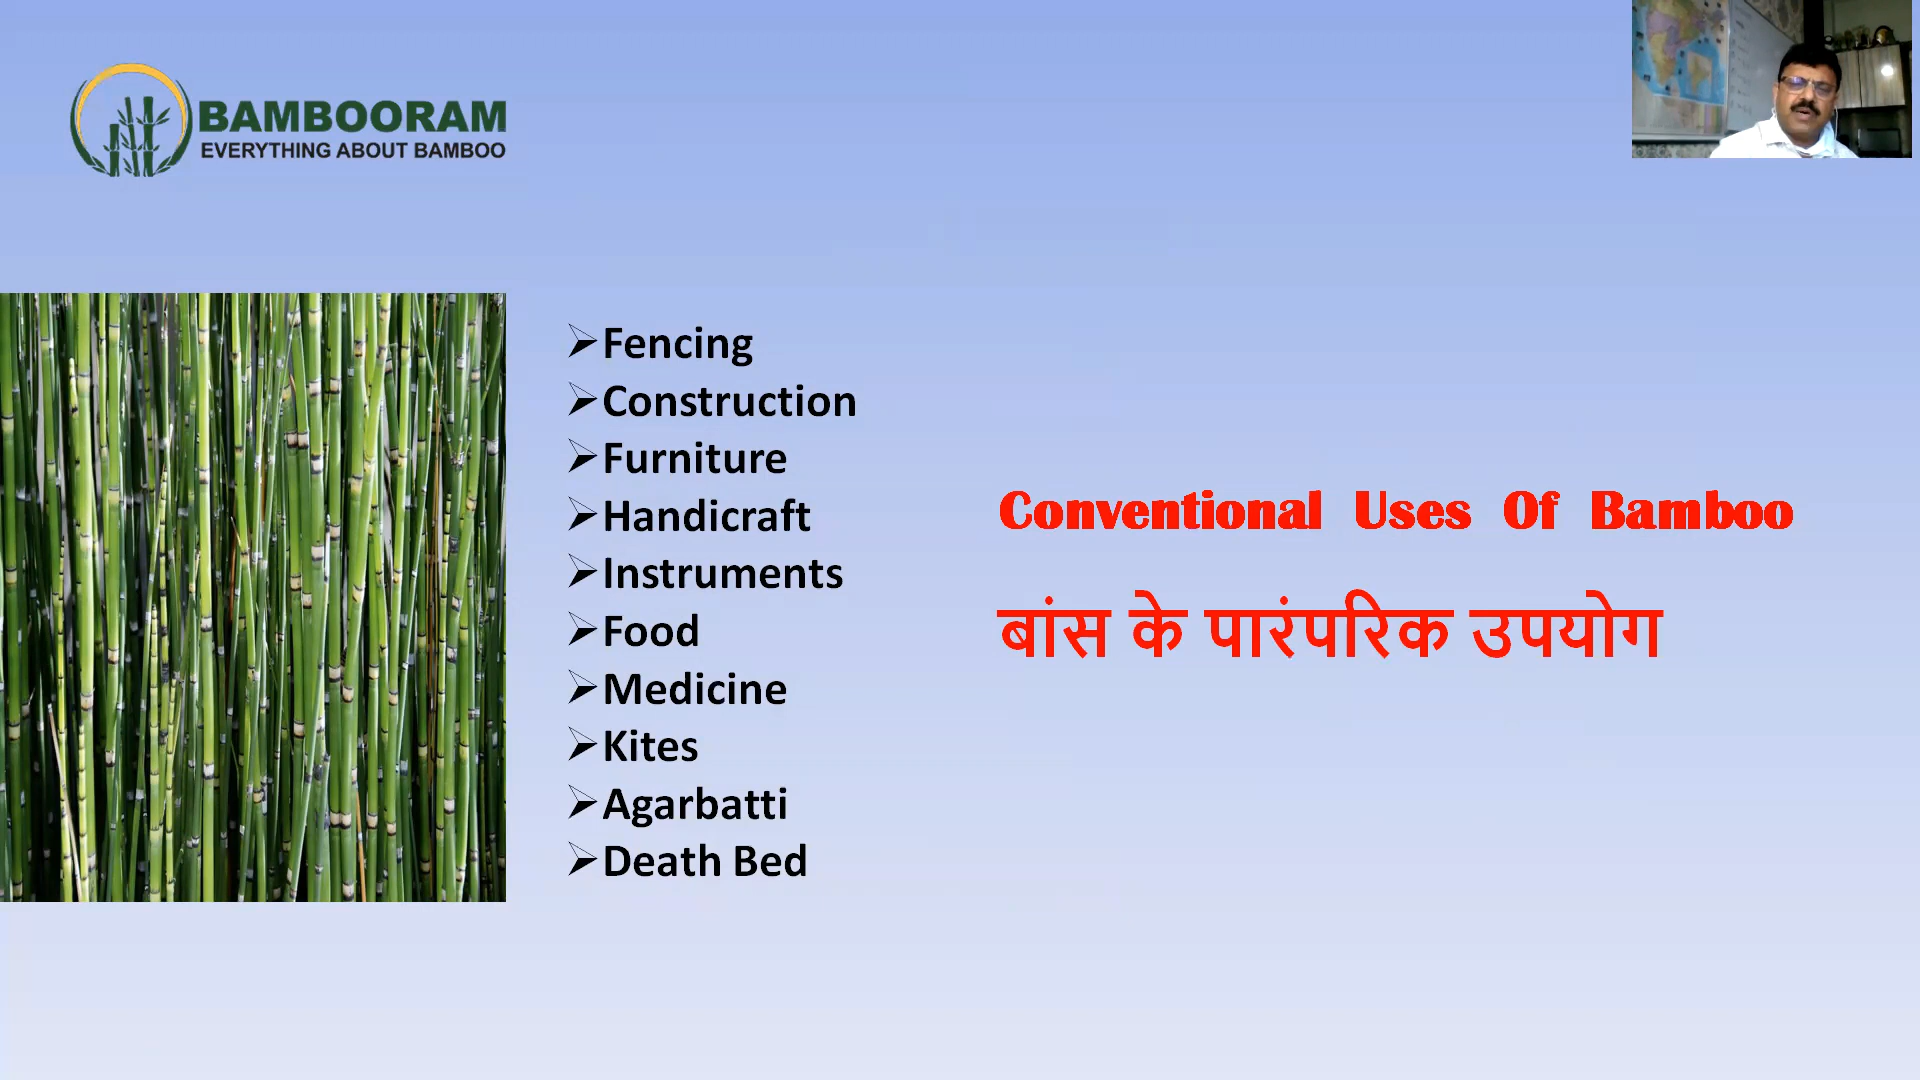 BAMBOORAM
EVERYTHING ABOUT BAMBOO
Fencing
Construction
Furniture
Handicraft
Instruments
Food
Medicine
Kites
Agarbatti
Death Bed
Conventional Uses Of Bamboo
बांस के पारंपरिक उपयोग